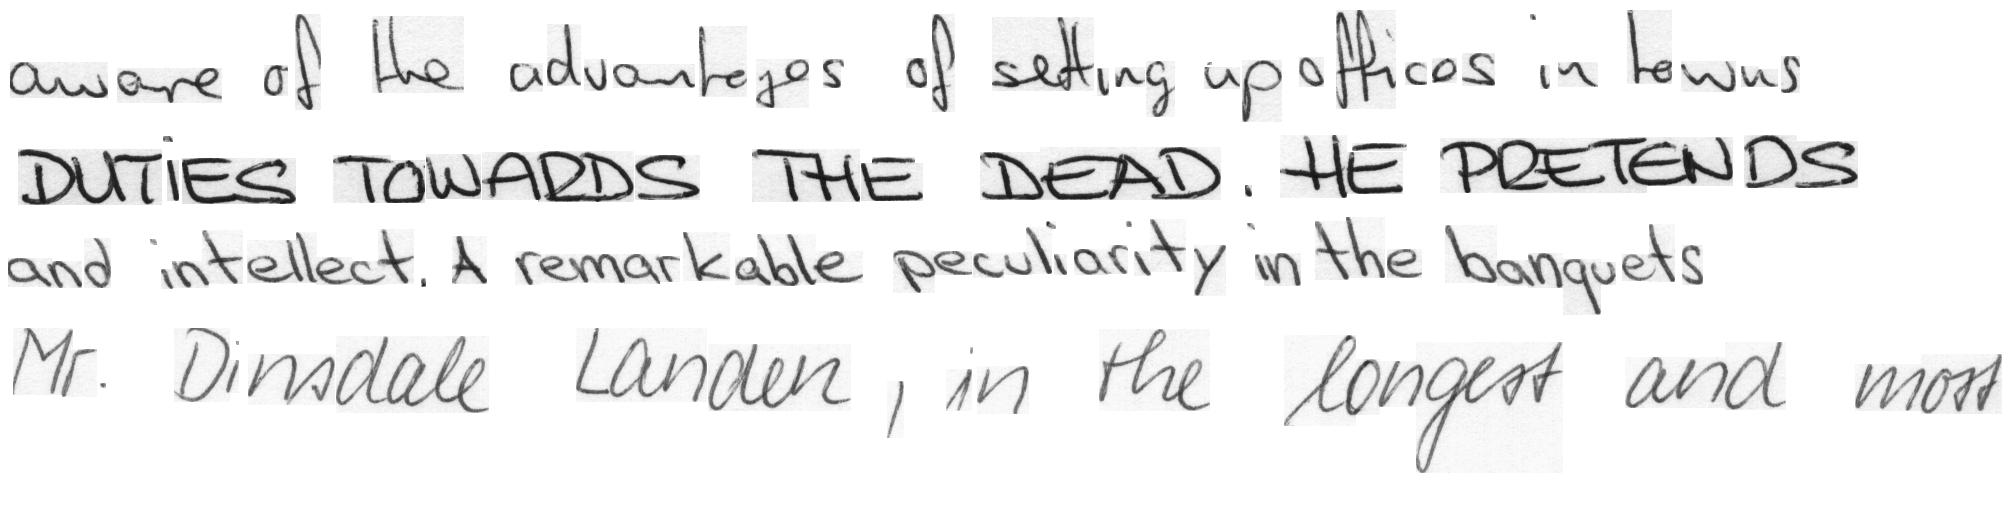 aware of the advantages of setting up offices in towns
DUTIES TOWARDS THE DEAD. HE PRETENDS
and intellect. A remarkable peculiarity in the banquets
Mr. Dinsdale Landen, in the longest and most